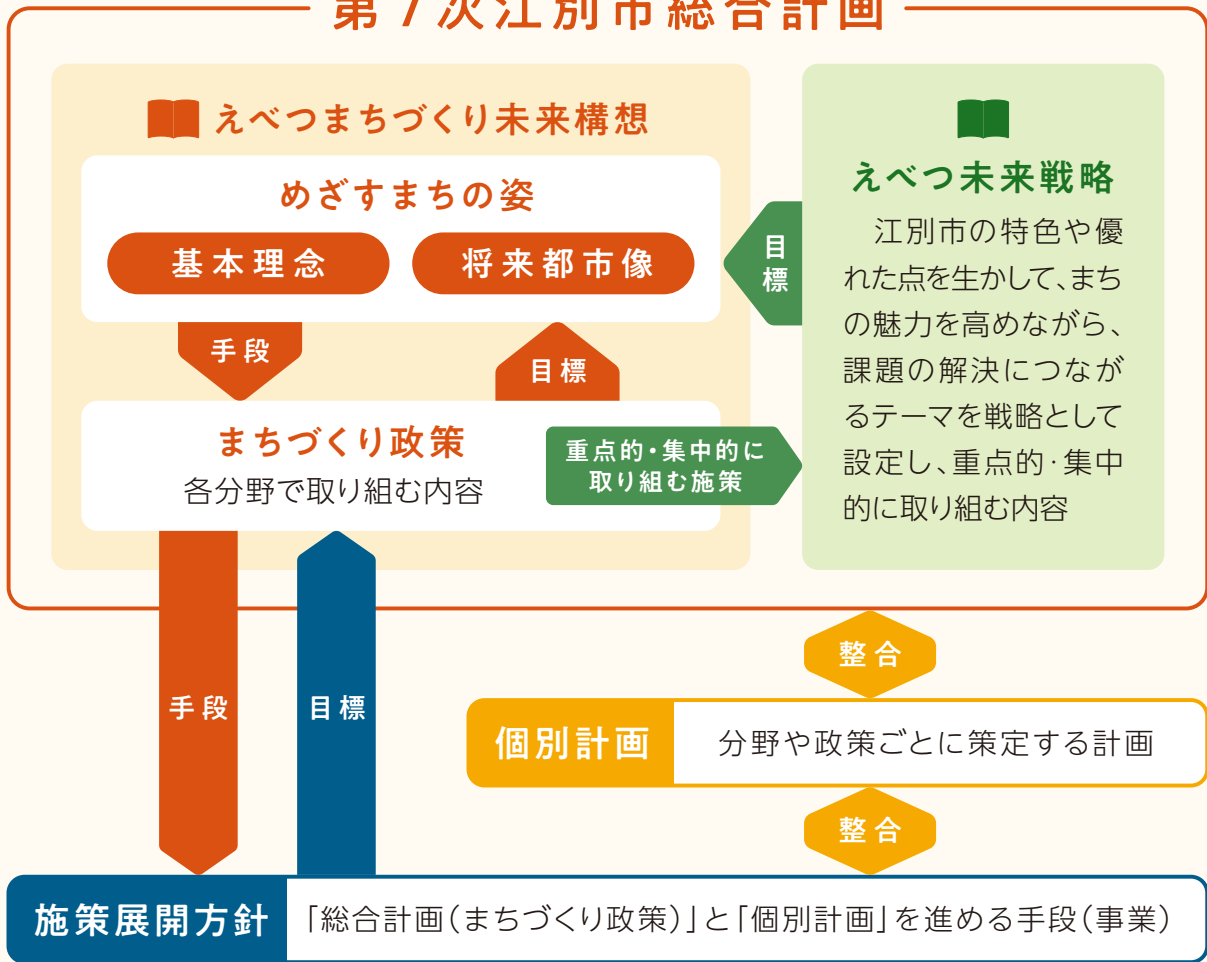 第7次江別市総合計画
えべつまちづくり未来構想
めざすまちの姿
基本理念
将来都市像
手段
目標
まちづくり政策
各分野で取り組む内容
重点的・集中的に
取り組む施策
目標
えべつ未来戦略
江別市の特色や優
れた点を生かして、まち
の魅力を高めながら、
課題の解決につなが
るテーマを戦略として
設定し、重点的・集中
的に取り組む内容
手段
目標
整合
個別計画
分野や政策ごとに策定する計画
整合
施策展開方針
「総合計画(まちづくり政策)」と「個別計画」を進める手段(事業)